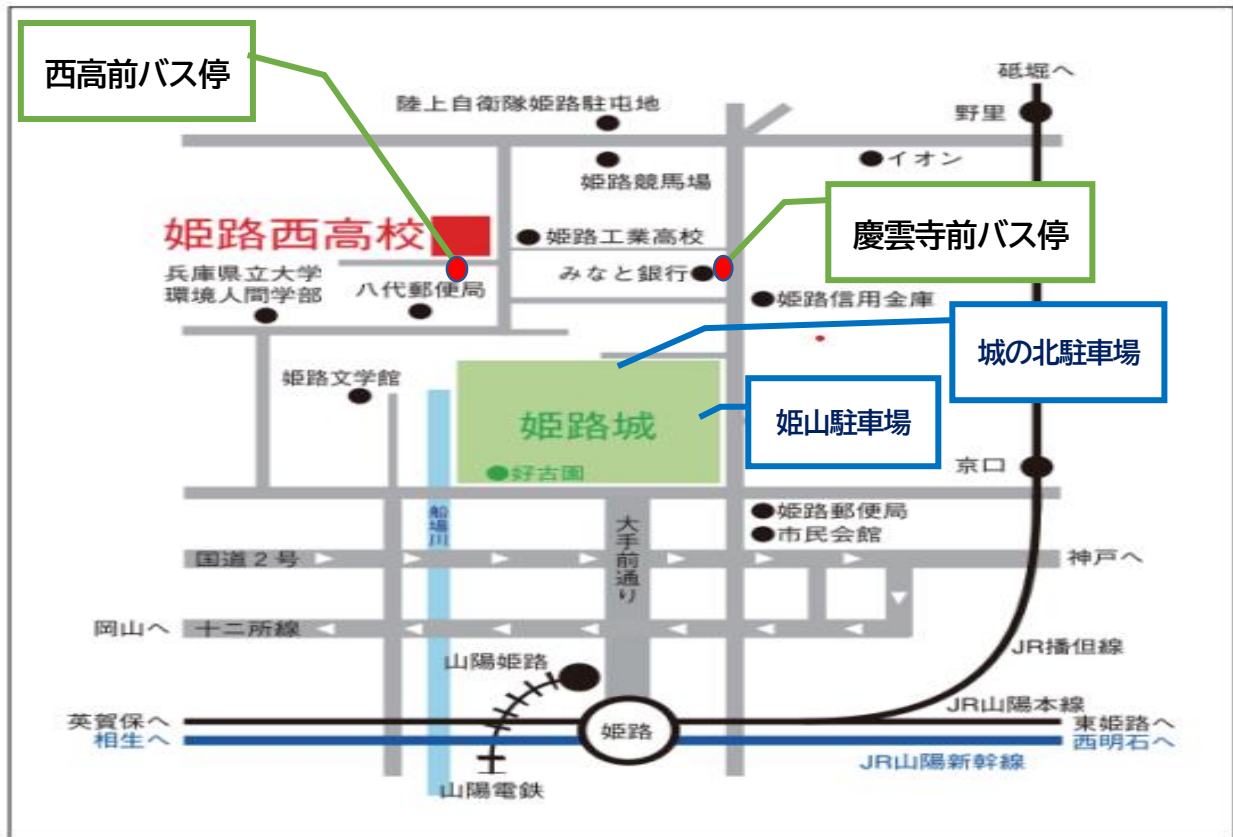 西高前バス停
砥堀へ
陸上自衛隊姫路駐屯地
野里
イオン
姫路競馬場
姫路西高校
姫路工業高校
慶雲寺前バス停
兵庫県立大学
環境人間学部
八代郵便局
みなと銀行
姫路信用金庫
城の北駐車場
姫路文学館
姫路城
姫山駐車場
好古園
京口
船場川
大手前通り
姫路郵便局
市民会館
国道2号
神戸へ
岡山へ
十二所線
JR播但線
山陽姫路
JR山陽本線
英賀保へ
姫路
東姫路へ
相生へ
西明石へ
JR山陽新幹線
山陽電鉄